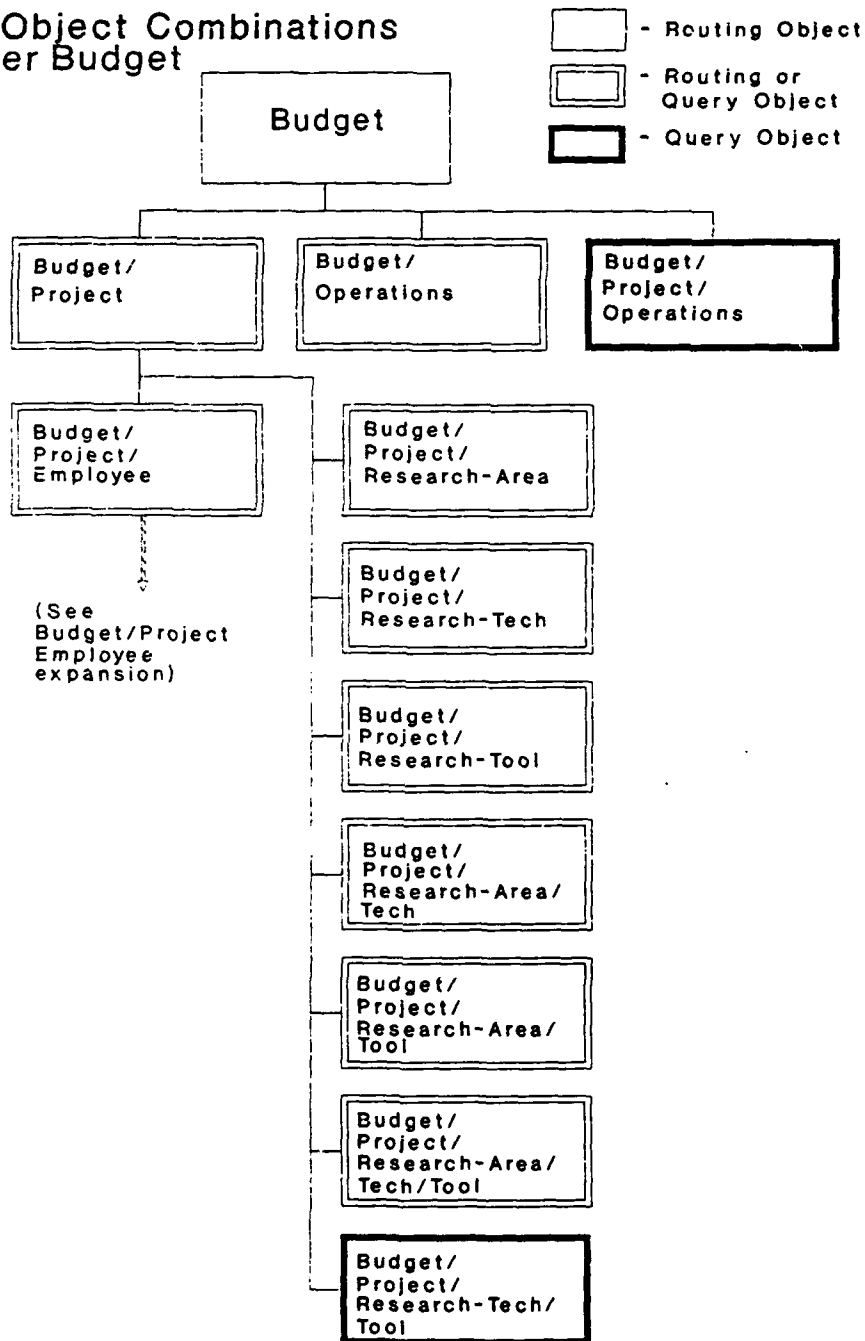 Object Combinations
er Budget
- Routing Object
- Routing or
Query Object
- Query Object
Budget
Budget/
Project
Budget/
Operations
Budget/
Project/
Operations
Budget/
Project/
Employee
(See
Budget/Project
Employee
expansion)
Budget/
Project/
Research-Area
Budget/
Project/
Research-Tech
Budget/
Project/
Research-Tool
Budget/
Project/
Research-Area/
Tech
Budget/
Project/
Research-Area/
Tool
Budget/
Project/
Research-Area/
Tech/Tool
Budget/
Project/
Research-Tech/
Tool